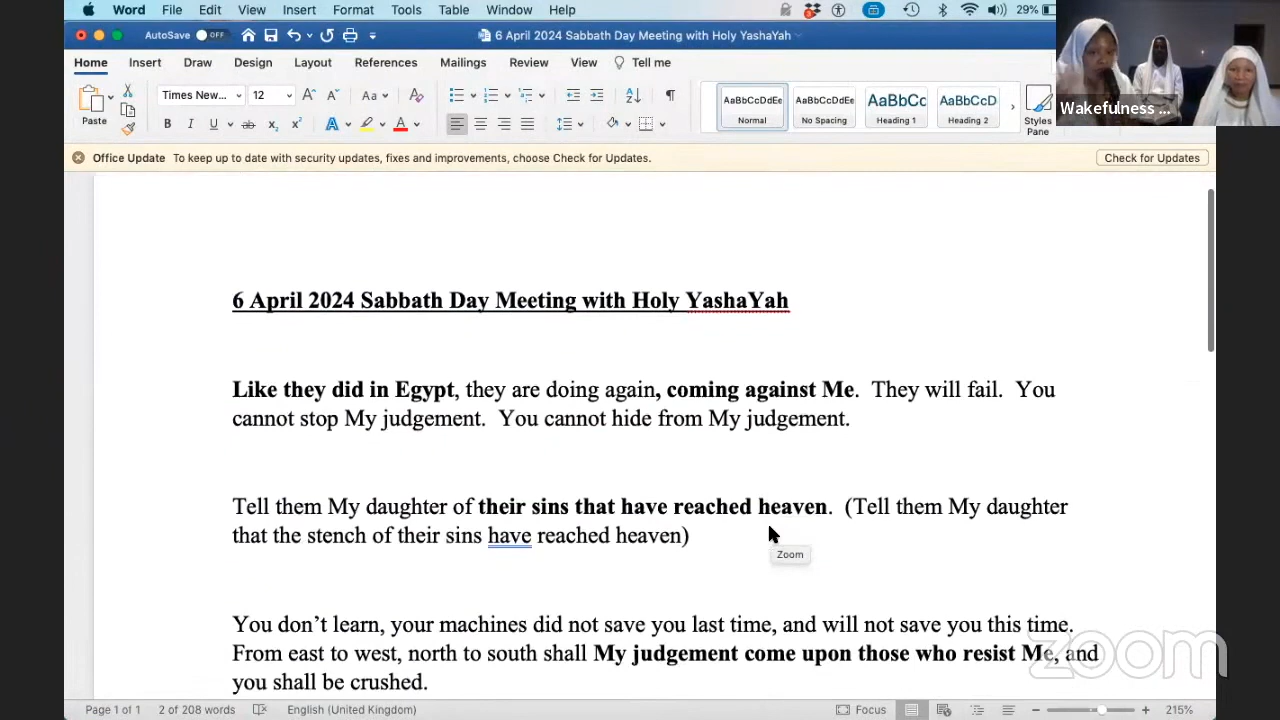 Word File Edit View Insert Format Tools Table Window Help 29%
AutoSave OFF 6 April 2024 Sabbath Day Meeting with Holy YashaYah
Home Insert Draw Design Layout References Mailings Review View Tell me
Paste Times New... 12 Aa AaBbCcDdEe AaBbCcDdEe AaBbCc AaBbCcD
B I U ab x₂ x² A A Normal No Spacing Heading 1 Heading 2 Styles Pane
Wakefulness ...
Office Update To keep up to date with security updates, fixes and improvements, choose Check for Updates. Check for Updates
6 April 2024 Sabbath Day Meeting with Holy YashaYah
Like they did in Egypt, they are doing again, coming against Me. They will fail. You
cannot stop My judgement. You cannot hide from My judgement.
Tell them My daughter of their sins that have reached heaven. (Tell them My daughter
that the stench of their sins have reached heaven)
Zoom
You don’t learn, your machines did not save you last time, and will not save you this time.
From east to west, north to south shall My judgement come upon those who resist Me, and
you shall be crushed.
zoom
Page 1 of 1 2 of 208 words English (United Kingdom) Focus 215%